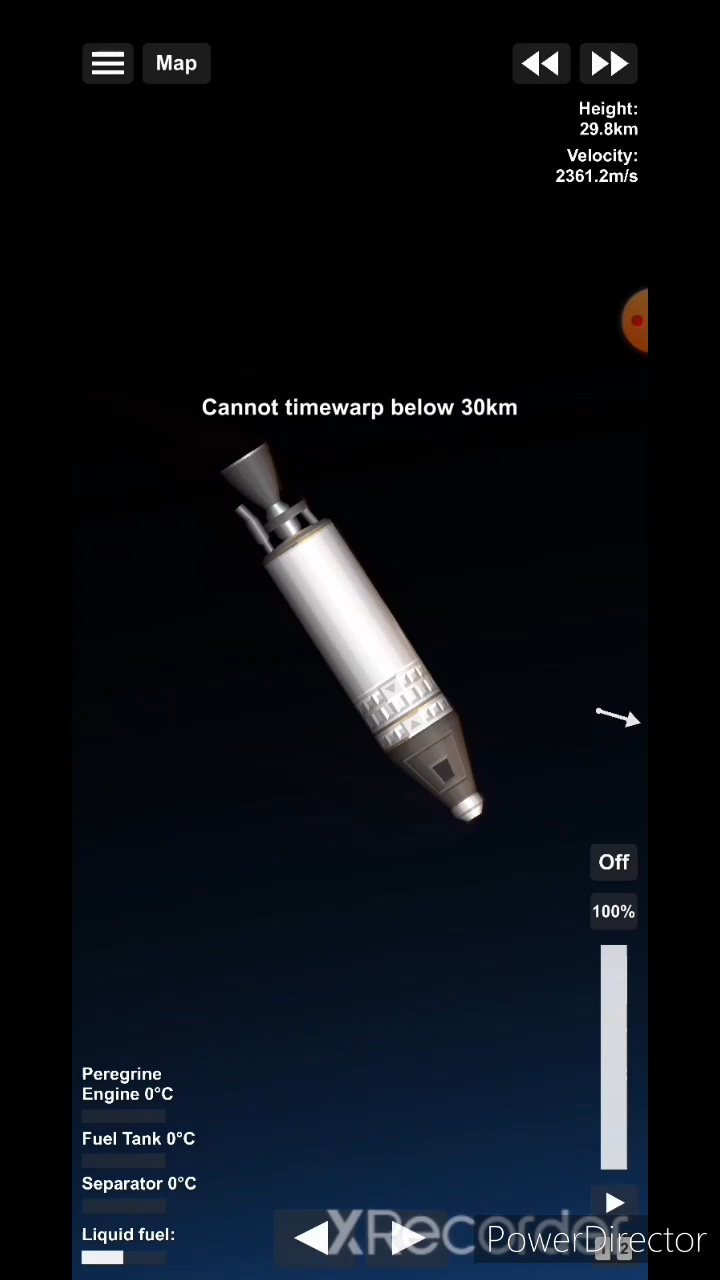 Map
Height:
29.8km
Velocity:
2361.2m/s
Cannot timewarp below 30km
Off
100%
Peregrine
Engine 0°C
Fuel Tank 0°C
Separator 0°C
Liquid fuel:
XRecorder
PowerDirector
2